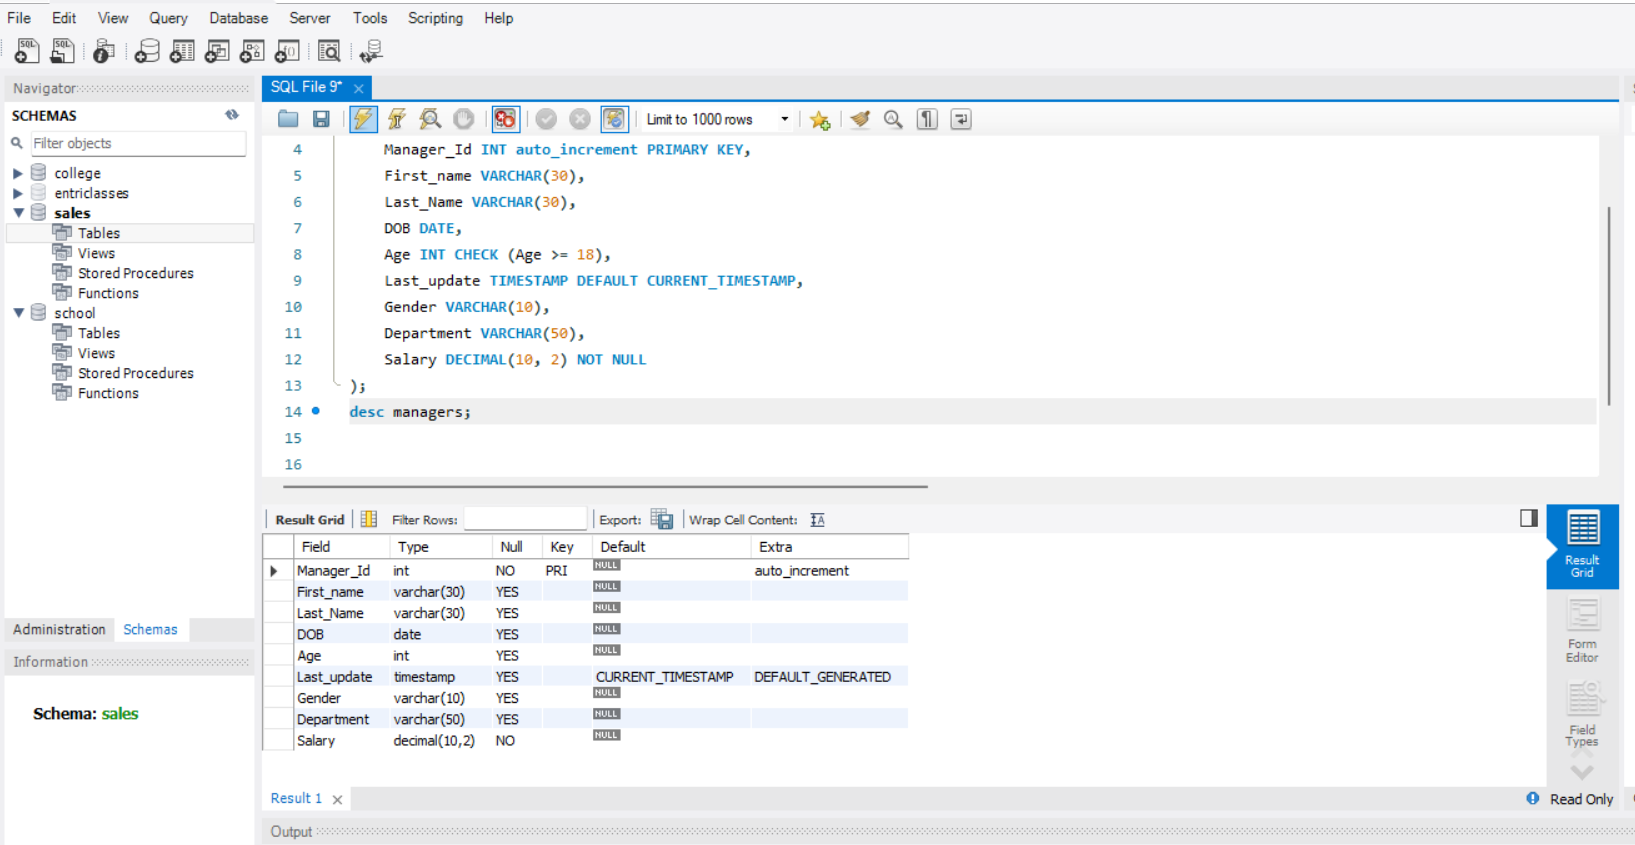 File Edit View Query Database Server Tools Scripting Help
Navigator
SCHEMAS
Filter objects
college
entriclasses
sales
Tables
Views
Stored Procedures
Functions
school
Tables
Views
Stored Procedures
Functions
Administration Schemas
Information
Schema: sales
SQL File 9*
Limit to 1000 rows
4 Manager_Id INT auto_increment PRIMARY KEY,
5 First_name VARCHAR(30),
6 Last_Name VARCHAR(30),
7 DOB DATE,
8 Age INT CHECK (Age >= 18),
9 Last_update TIMESTAMP DEFAULT CURRENT_TIMESTAMP,
10 Gender VARCHAR(10),
11 Department VARCHAR(50),
12 Salary DECIMAL(10, 2) NOT NULL
13 );
14 desc managers;
15
16
Result Grid Filter Rows: Export: Wrap Cell Content:
Field Type Null Key Default Extra
Manager_Id int NO PRI NULL auto_increment
First_name varchar(30) YES NULL
Last_Name varchar(30) YES NULL
DOB date YES NULL
Age int YES NULL
Last_update timestamp YES CURRENT_TIMESTAMP DEFAULT_GENERATED
Gender varchar(10) YES NULL
Department varchar(50) YES NULL
Salary decimal(10,2) NO NULL
Result
Grid
Form
Editor
Field
Types
Result 1
Read Only
Output